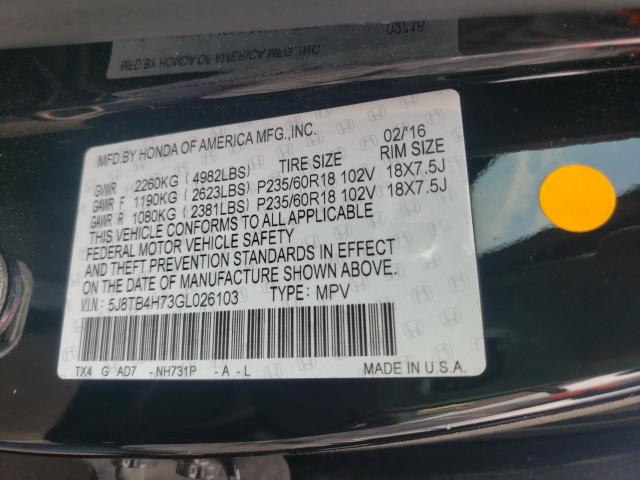 MFD.BY HONDA OF AMERICA MFG.,INC. 02/'16
GVWR 2260KG (4982LBS) TIRE SIZE RIM SIZE
GAWR F 1190KG (2623LBS) P235/60R18 102V 18X7.5J
GAWR R 1080KG (2381LBS) P235/60R18 102V 18X7.5J
THIS VEHICLE CONFORMS TO ALL APPLICABLE
FEDERAL MOTOR VEHICLE SAFETY
AND THEFT PREVENTION STANDARDS IN EFFECT
ON THE DATE OF MANUFACTURE SHOWN ABOVE.
V.I.N.: 5J8TB4H73GL026103 TYPE: MPV
TX4 G AD7 -NH731P -A -L MADE IN U.S.A.